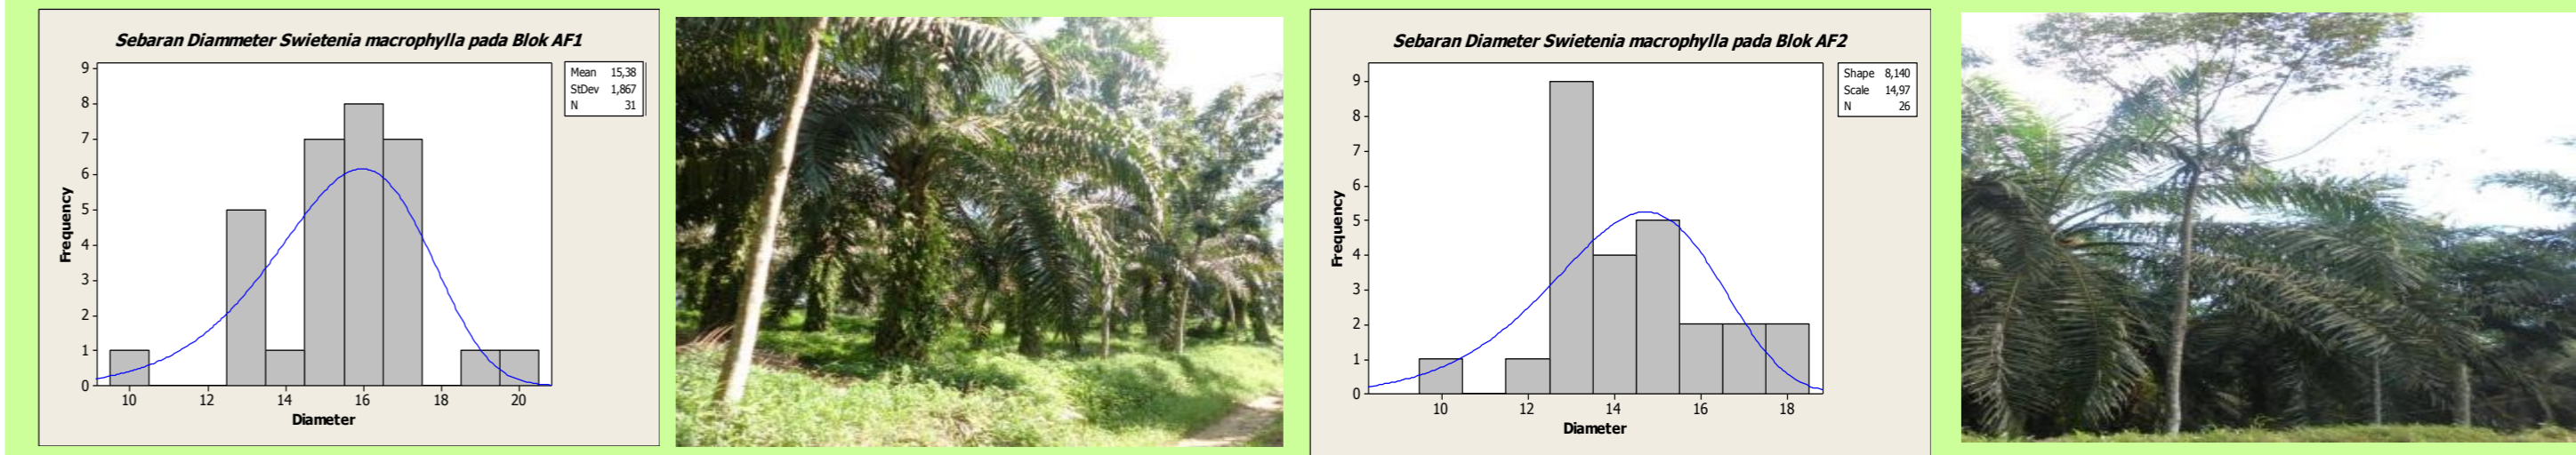 Sebaran Diammeter Swietenia macrophylla pada Blok AF1
9
8
7
6
5
4
3
2
1
0
Frequency
10 12 14 16 18 20
Diameter
Mean 15,38
StDev 1,867
N 31
Sebaran Diameter Swietenia macrophylla pada Blok AF2
9
8
7
6
5
4
3
2
1
0
Frequency
10 12 14 16 18
Diameter
Shape 8,140
Scale 14,97
N 26